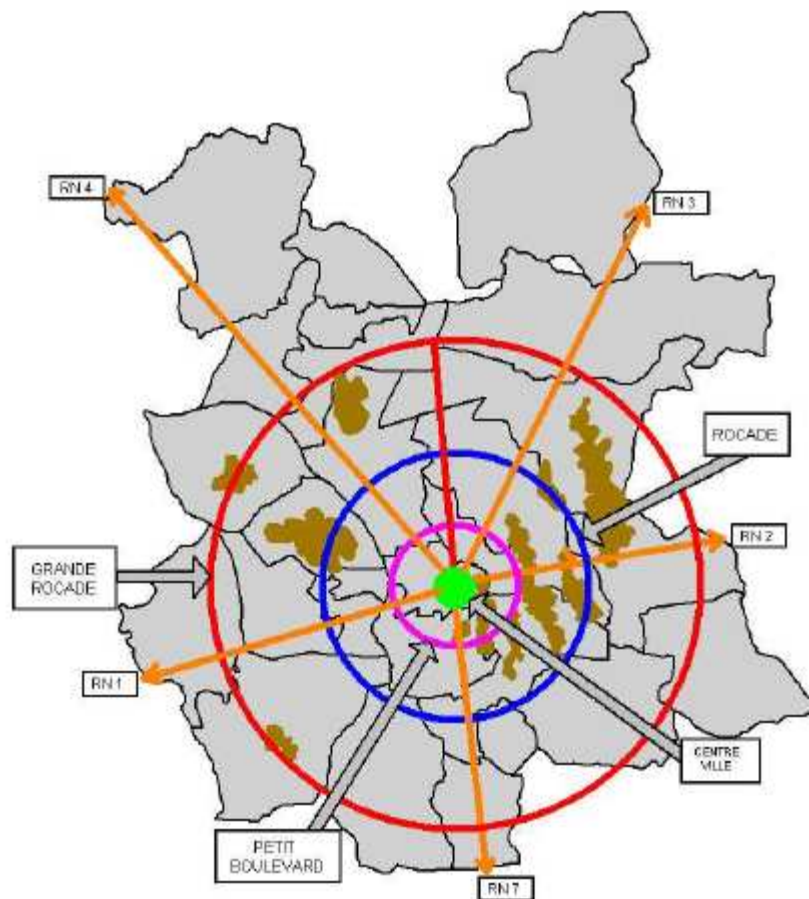 RN 4
RN 3
ROCADE
RN 2
GRANDE
ROCADE
RN 1
CENTRE
VILLE
PETIT
BOULEVARD
RN 7